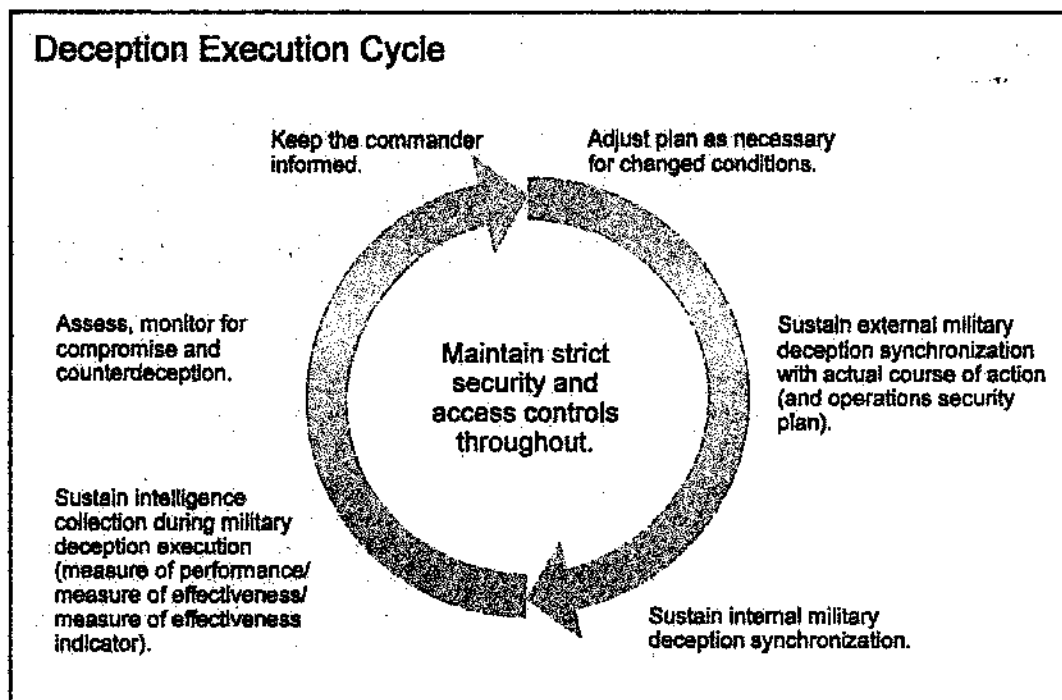 Deception Execution Cycle
Keep the commander
informed.
Adjust plan as necessary
for changed conditions.
Assess, monitor for
compromise and
counterdeception.
Maintain strict
security and
access controls
throughout.
Sustain external military
deception synchronization
with actual course of action
(and operations security
plan).
Sustain intelligence
collection during military
deception execution
(measure of performance/
measure of effectiveness/
measure of effectiveness
indicator).
Sustain internal military
deception synchronization.